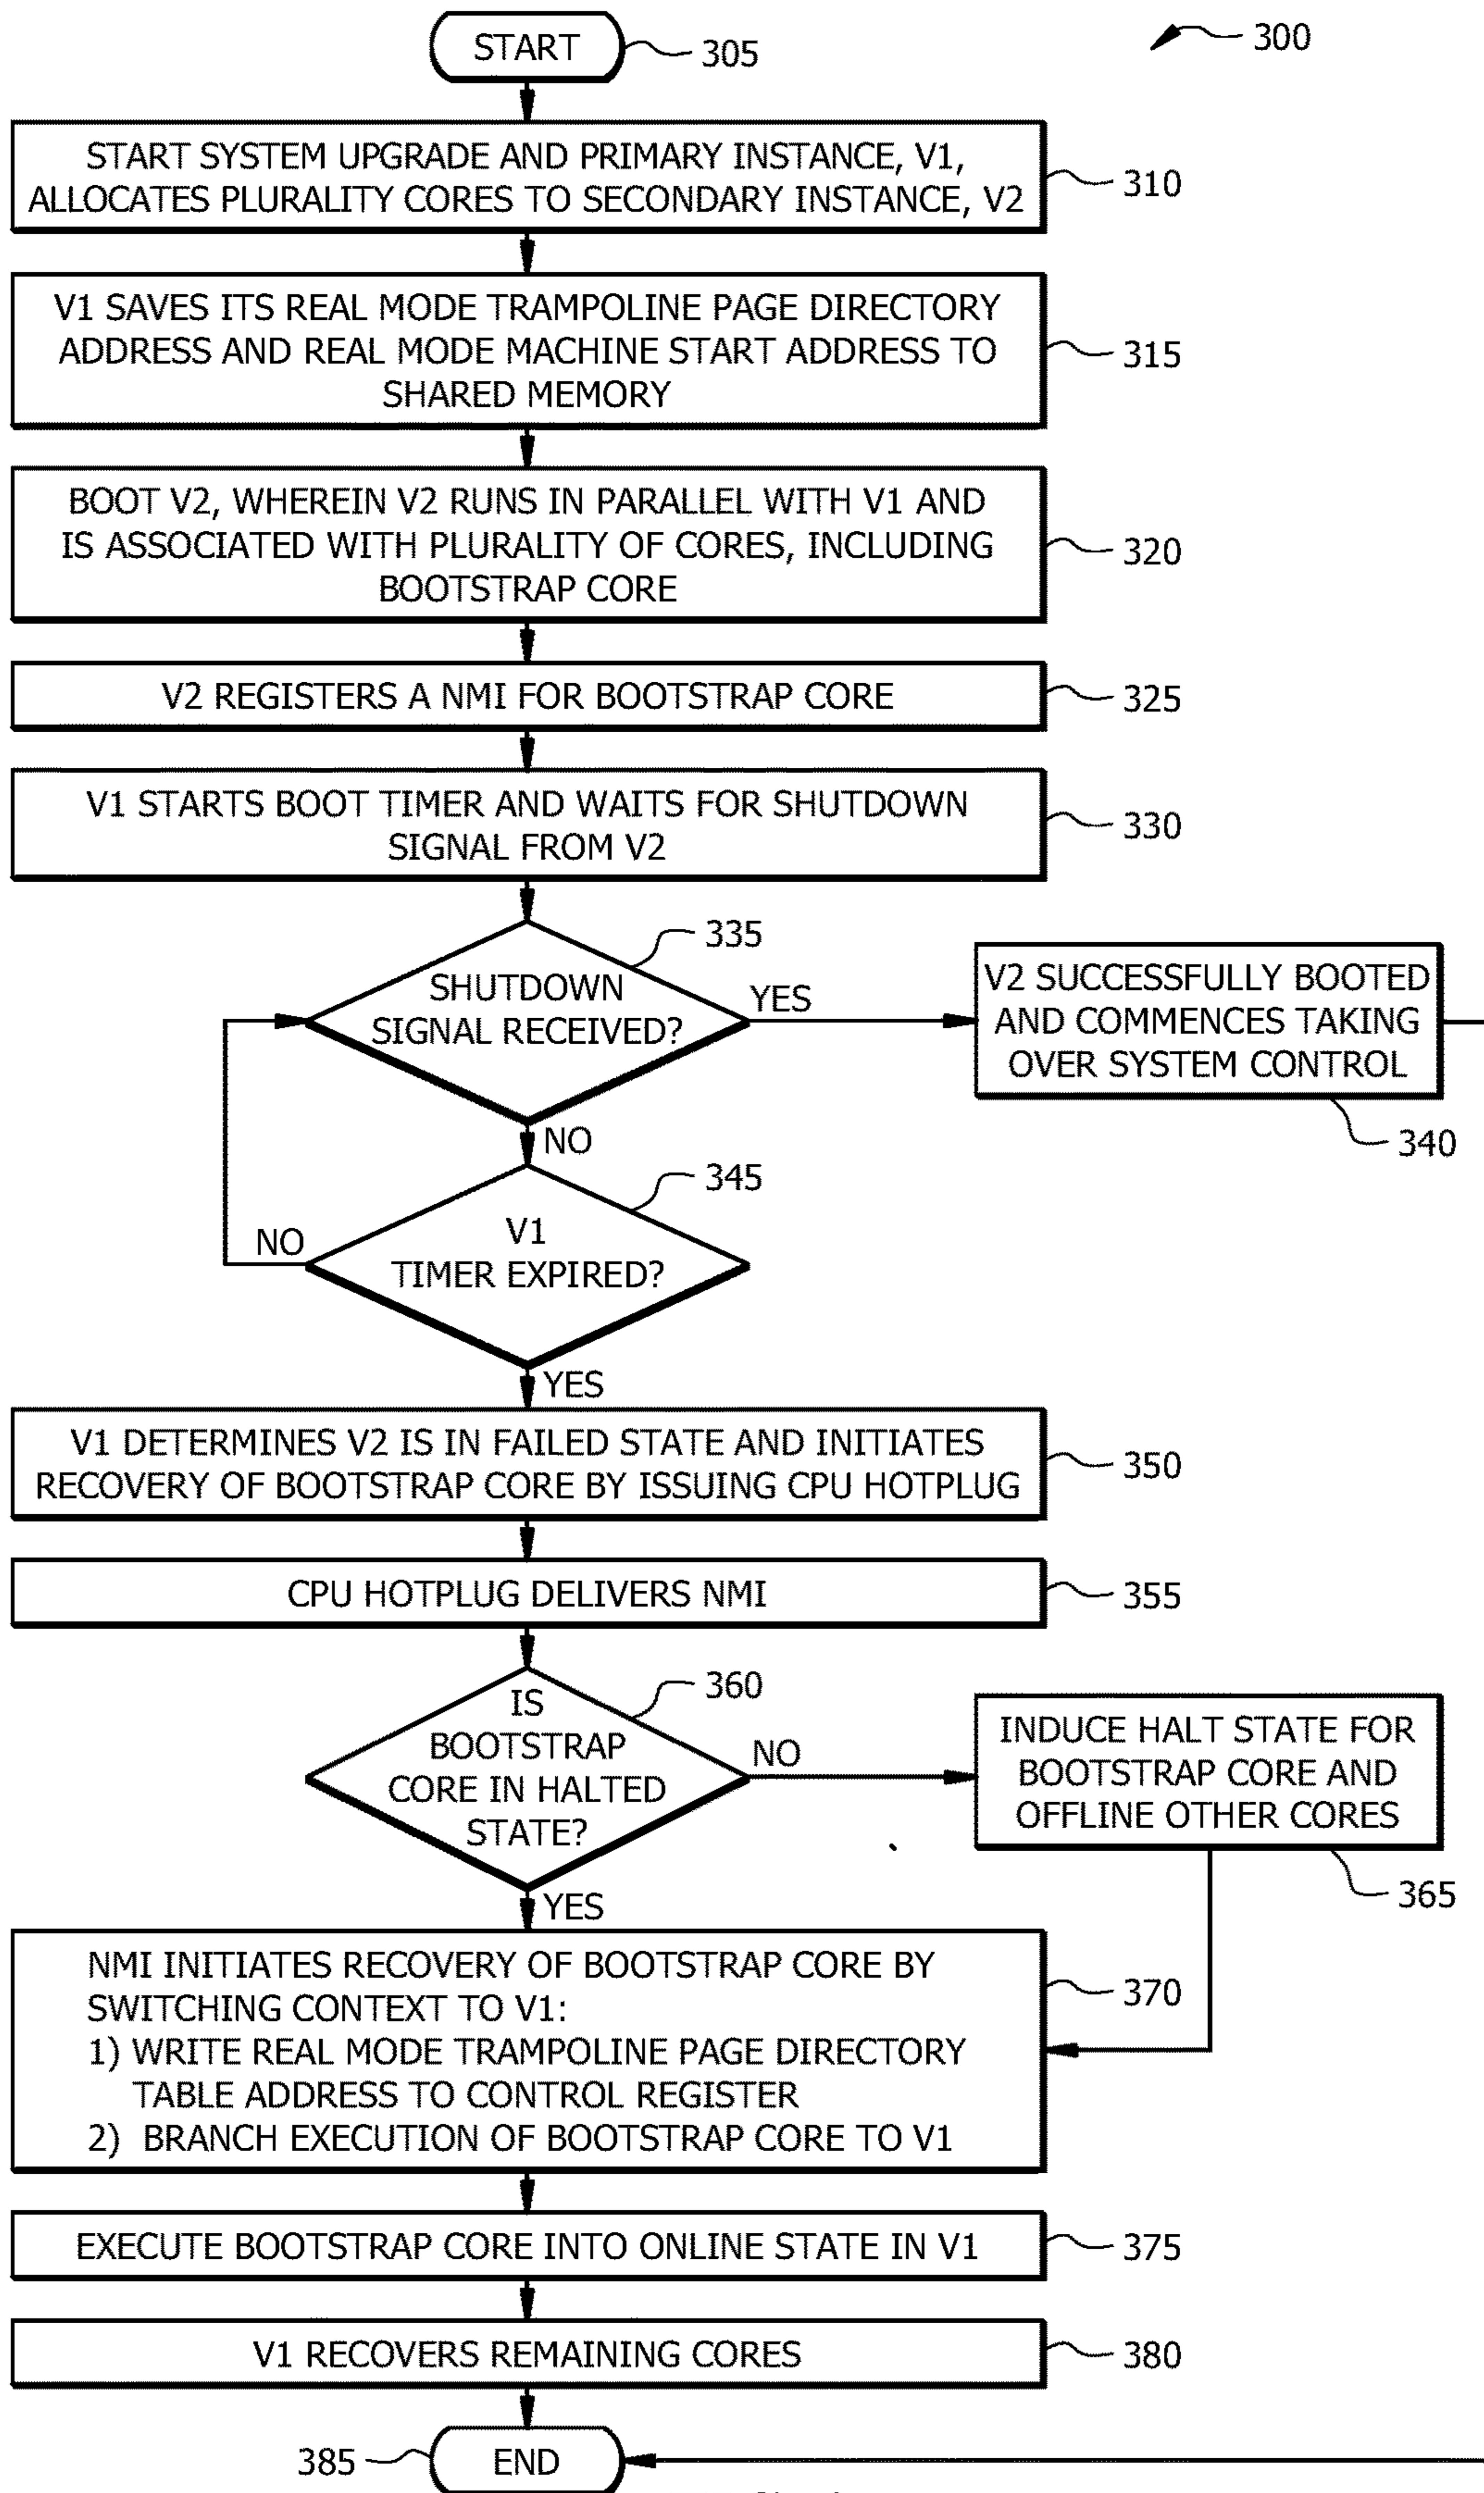 START
305
300
START SYSTEM UPGRADE AND PRIMARY INSTANCE, V1,
ALLOCATES PLURALITY CORES TO SECONDARY INSTANCE, V2
310
V1 SAVES ITS REAL MODE TRAMPOLINE PAGE DIRECTORY
ADDRESS AND REAL MODE MACHINE START ADDRESS TO
SHARED MEMORY
315
BOOT V2, WHEREIN V2 RUNS IN PARALLEL WITH V1 AND
IS ASSOCIATED WITH PLURALITY OF CORES, INCLUDING
BOOTSTRAP CORE
320
V2 REGISTERS A NMI FOR BOOTSTRAP CORE
325
V1 STARTS BOOT TIMER AND WAITS FOR SHUTDOWN
SIGNAL FROM V2
330
335
SHUTDOWN
SIGNAL RECEIVED?
YES
V2 SUCCESSFULLY BOOTED
AND COMMENCES TAKING
OVER SYSTEM CONTROL
340
NO
345
V1
TIMER EXPIRED?
NO
YES
V1 DETERMINES V2 IS IN FAILED STATE AND INITIATES
RECOVERY OF BOOTSTRAP CORE BY ISSUING CPU HOTPLUG
350
CPU HOTPLUG DELIVERS NMI
355
360
IS
BOOTSTRAP
CORE IN HALTED
STATE?
NO
INDUCE HALT STATE FOR
BOOTSTRAP CORE AND
OFFLINE OTHER CORES
365
YES
NMI INITIATES RECOVERY OF BOOTSTRAP CORE BY
SWITCHING CONTEXT TO V1:
1) WRITE REAL MODE TRAMPOLINE PAGE DIRECTORY
TABLE ADDRESS TO CONTROL REGISTER
2) BRANCH EXECUTION OF BOOTSTRAP CORE TO V1
370
EXECUTE BOOTSTRAP CORE INTO ONLINE STATE IN V1
375
V1 RECOVERS REMAINING CORES
380
385
END